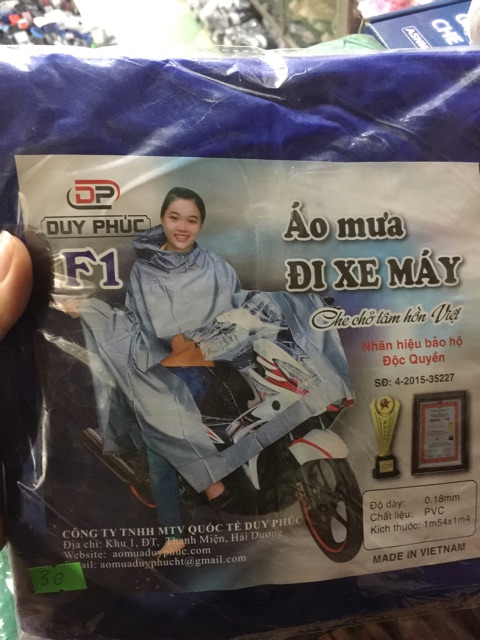 DP
DUY PHÚC
F1
Áo mưa
ĐI XE MÁY
Che chở tâm hồn Việt
Nhãn hiệu bảo hộ
Độc Quyền
SĐ: 4-2015-35227
Độ dày: 0.18mm
Chất liệu: PVC
Kích thước: 1m54x1m4
MADE IN VIETNAM
CÔNG TY TNHH MTV QUỐC TẾ DUY PHÚC
Địa chỉ: Khu 1, ĐT, Thanh Miện, Hải Dương
Website: aomuaduyphuc.com
Email: aomuaduyphucht@gmail.com